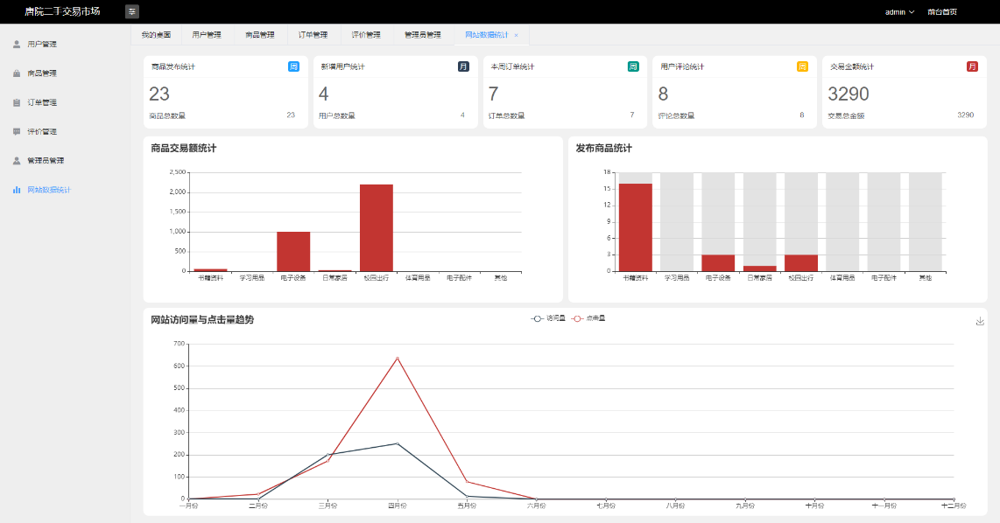 唐院二手交易市场
admin 前台首页
用户管理
商品管理
订单管理
评价管理
管理员管理
网站数据统计
我的桌面 用户管理 商品管理 订单管理 评价管理 管理员管理 网站数据统计 ×
商品发布统计 周
23
商品总数量 23
新增用户统计 月
4
用户总数量 4
本周订单统计 周
7
订单总数量 7
用户评论统计 周
8
评论总数量 8
交易金额统计 月
3290
交易总金额 3290
商品交易额统计
2,500
2,000
1,500
1,000
500
0
书籍资料 学习用品 电子设备 日常家居 校园出行 体育用品 电子配件 其他
发布商品统计
18
15
12
9
6
3
0
书籍资料 学习用品 电子设备 日常家居 校园出行 体育用品 电子配件 其他
网站访问量与点击量趋势
访问量 点击量
700
600
500
400
300
200
100
0
一月份 二月份 三月份 四月份 五月份 六月份 七月份 八月份 九月份 十月份 十一月份 十二月份